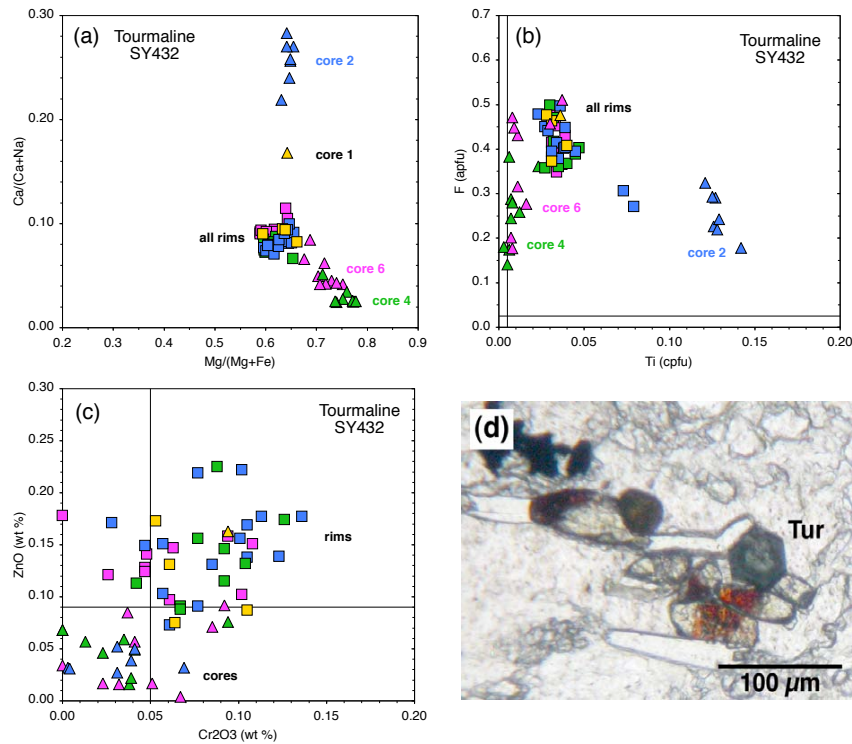 (a)
Tourmaline
SY432
core 2
core 1
all rims
core 6
core 4
0.30
0.20
0.10
0.00
Ca/(Ca+Na)
0.2 0.3 0.4 0.5 0.6 0.7 0.8 0.9
Mg/(Mg+Fe)
(b)
Tourmaline
SY432
all rims
core 6
core 4
core 2
0.7
0.6
0.5
0.4
0.3
0.2
0.1
0.0
F (apfu)
0.00 0.05 0.10 0.15 0.20
Ti (cpfu)
(c)
Tourmaline
SY432
rims
cores
0.30
0.25
0.20
0.15
0.10
0.05
0.00
ZnO (wt %)
0.00 0.05 0.10 0.15 0.20
Cr2O3 (wt %)
(d)
Tur
100 µm